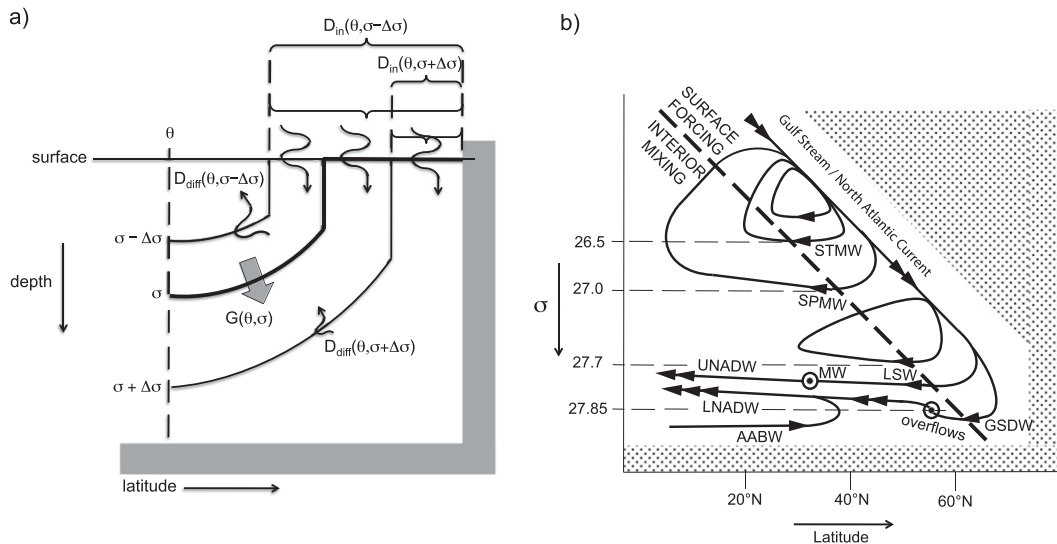 a)
D_in(θ,σ−Δσ)
D_in(θ,σ+Δσ)
θ
surface
D_diff(θ,σ−Δσ)
σ − Δσ
depth
σ
G(θ,σ)
D_diff(θ,σ+Δσ)
σ + Δσ
latitude
b)
SURFACE
FORCING
INTERIOR
MIXING
Gulf Stream / North Atlantic Current
26.5
STMW
27.0
SPMW
σ
27.7
UNADW
MW
LSW
27.85
LNADW
overflows
GSDW
AABW
20°N
40°N
60°N
Latitude